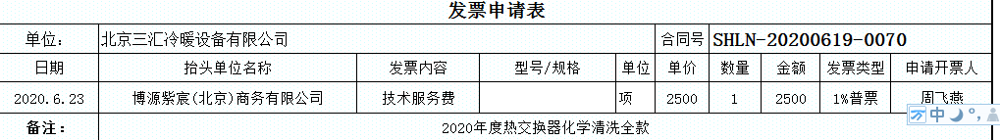 发票申请表
单位: 北京三汇冷暖设备有限公司 合同号 SHLN-20200619-0070
日期 抬头单位名称 发票内容 型号/规格 单位 单价 数量 金额 发票类型 申请开票人
2020.6.23 博源紫宸(北京)商务有限公司 技术服务费 项 2500 1 2500 1%普票 周飞燕
备注: 2020年度热交换器化学清洗全款
中